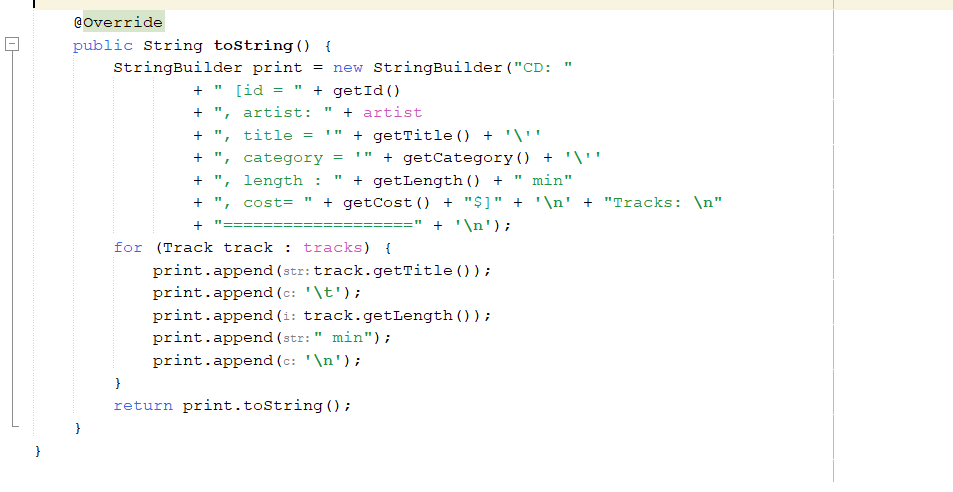 @Override
public String toString() {
StringBuilder print = new StringBuilder("CD: "
+ " [id = " + getId()
+ ", artist: " + artist
+ ", title = '" + getTitle() + '\''
+ ", category = '" + getCategory() + '\''
+ ", length : " + getLength() + " min"
+ ", cost= " + getCost() + "$]" + '\n' + "Tracks: \n"
+ "===================" + '\n');
for (Track track : tracks) {
print.append(str: track.getTitle());
print.append(c: '\t');
print.append(i: track.getLength());
print.append(str: " min");
print.append(c: '\n');
}
return print.toString();
}
}